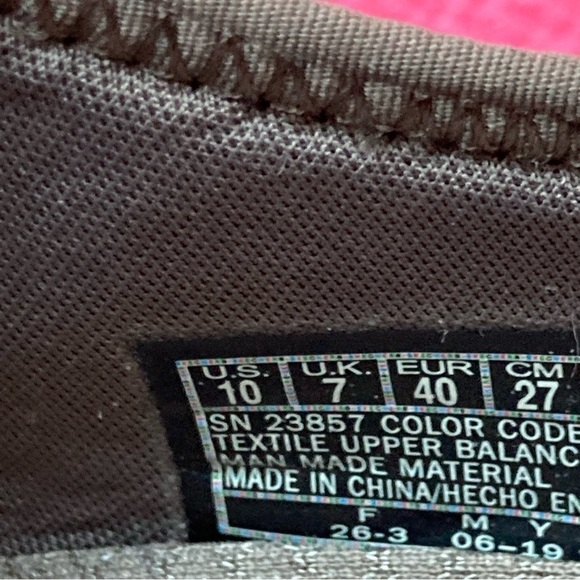 U.S. U.K. EUR CM
10 7 40 27
SN 23857 COLOR CODE
TEXTILE UPPER BALANC
MAN MADE MATERIAL
MADE IN CHINA/HECHO EN
F M Y
26-3 06-19